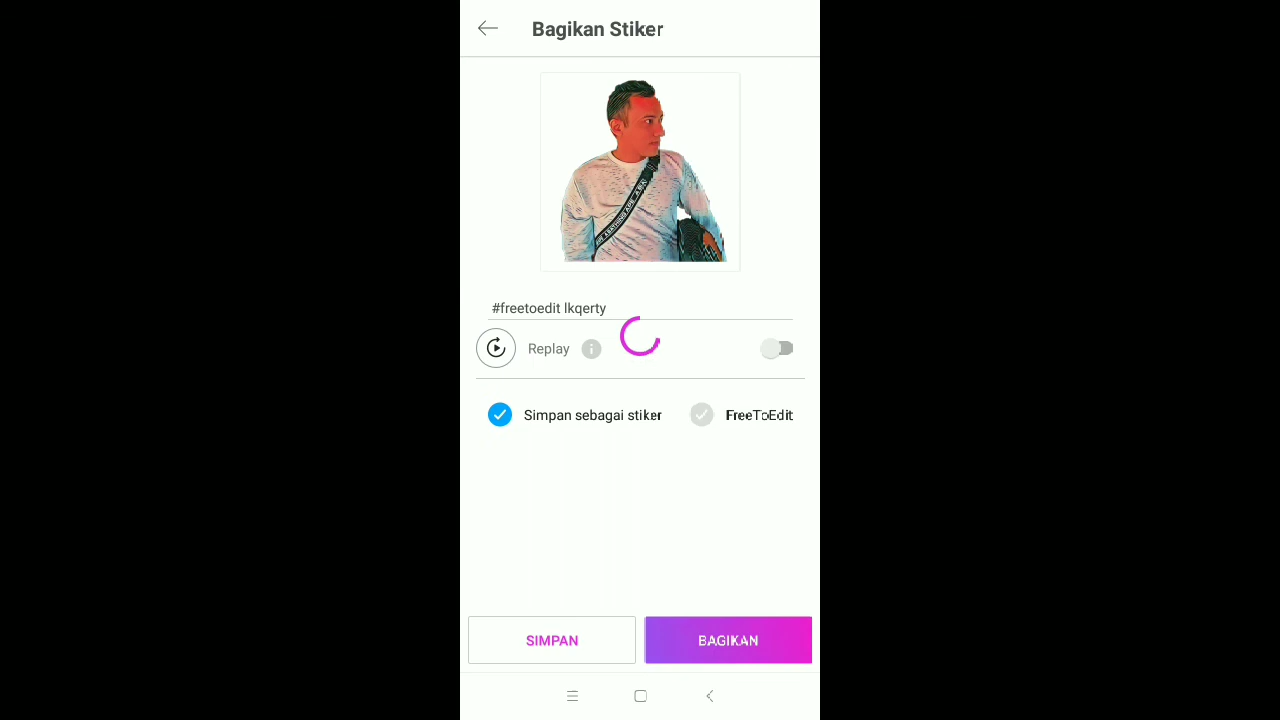 Bagikan Stiker
#freetoedit lkqerty
Replay
Simpan sebagai stiker
FreeToEdit
SIMPAN
BAGIKAN